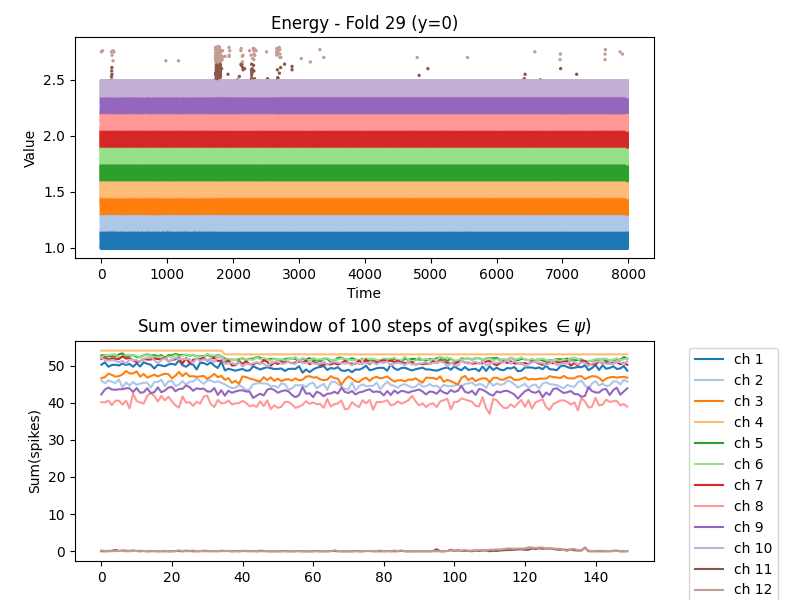 Energy - Fold 29 (y=0)
Value
2.5
2.0
1.5
1.0
0 1000 2000 3000 4000 5000 6000 7000 8000
Time
Sum over timewindow of 100 steps of avg(spikes ∈ψ)
Sum(spikes)
50
40
30
20
10
0
0 20 40 60 80 100 120 140
ch 1
ch 2
ch 3
ch 4
ch 5
ch 6
ch 7
ch 8
ch 9
ch 10
ch 11
ch 12